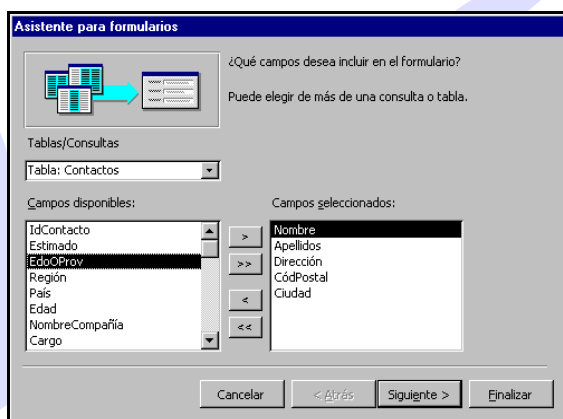 Asistente para formularios
¿Qué campos desea incluir en el formulario?
Puede elegir de más de una consulta o tabla.
Tablas/Consultas
Tabla: Contactos
Campos disponibles:
Campos seleccionados:
IdContacto
Estimado
EdoOProv
Región
País
Edad
NombreCompañía
Cargo
>
>>
<
<<
Nombre
Apellidos
Dirección
CódPostal
Ciudad
Cancelar
< Atrás
Siguiente >
Finalizar